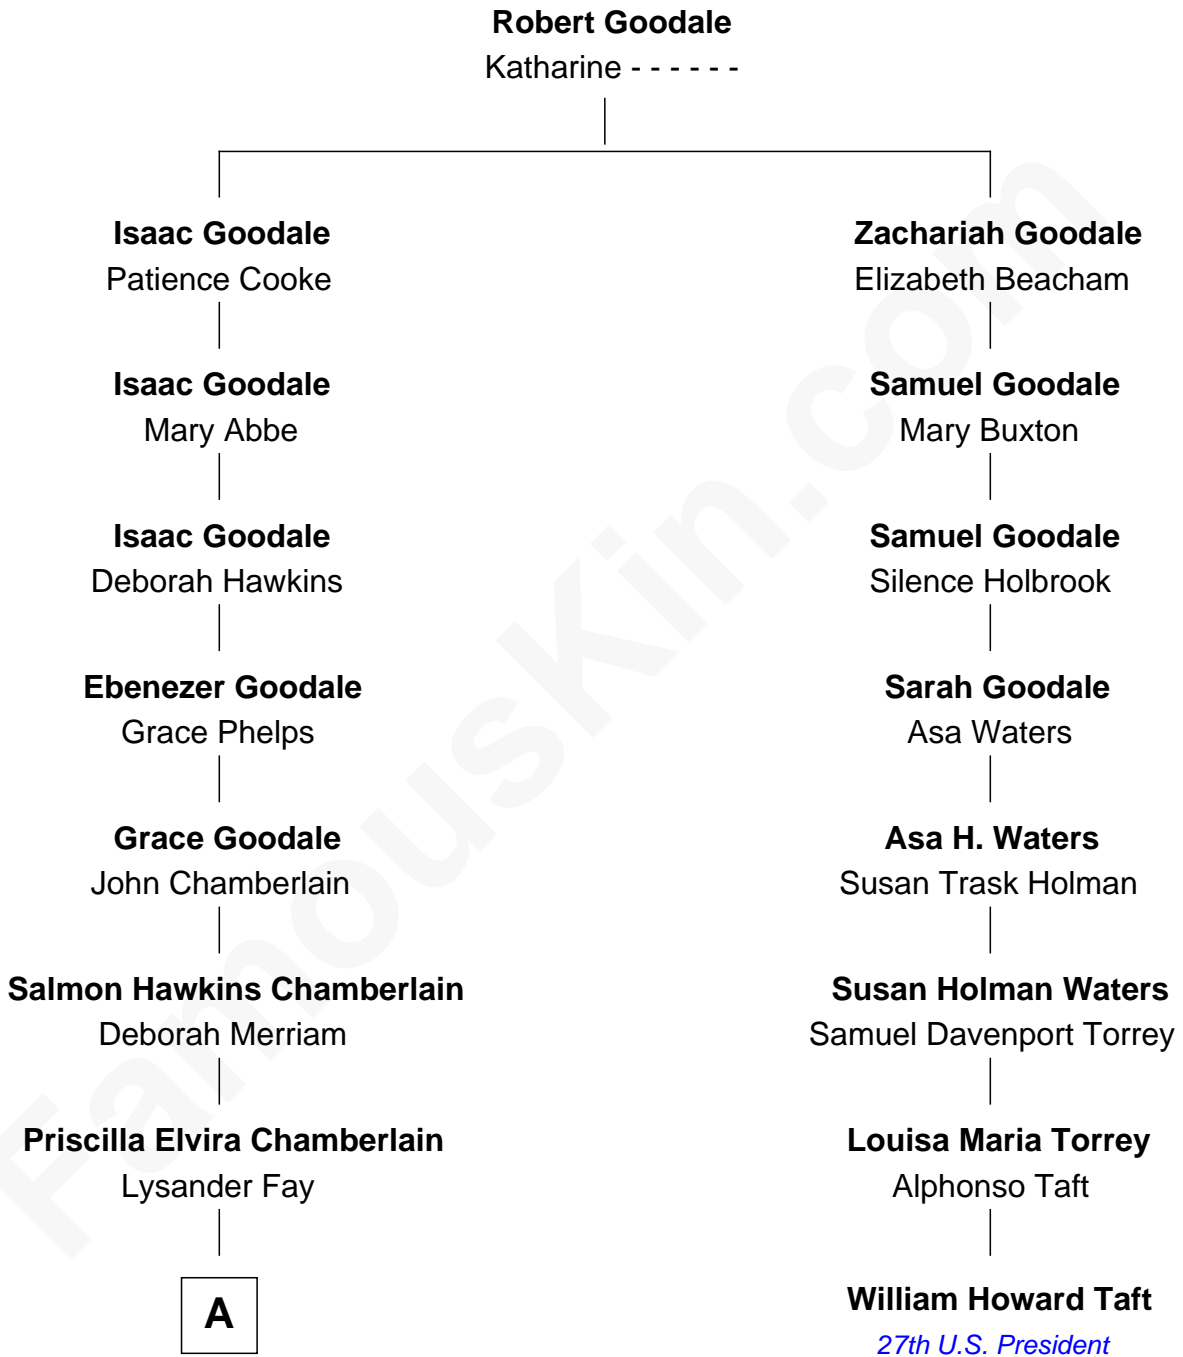 Robert Goodale
Katharine - - - - - -
Isaac Goodale
Patience Cooke
Zachariah Goodale
Elizabeth Beacham
Isaac Goodale
Mary Abbe
Samuel Goodale
Mary Buxton
Isaac Goodale
Deborah Hawkins
Samuel Goodale
Silence Holbrook
Ebenezer Goodale
Grace Phelps
Sarah Goodale
Asa Waters
Grace Goodale
John Chamberlain
Asa H. Waters
Susan Trask Holman
Salmon Hawkins Chamberlain
Deborah Merriam
Susan Holman Waters
Samuel Davenport Torrey
Priscilla Elvira Chamberlain
Lysander Fay
Louisa Maria Torrey
Alphonso Taft
A
William Howard Taft
27th U.S. President
FamousKin.com